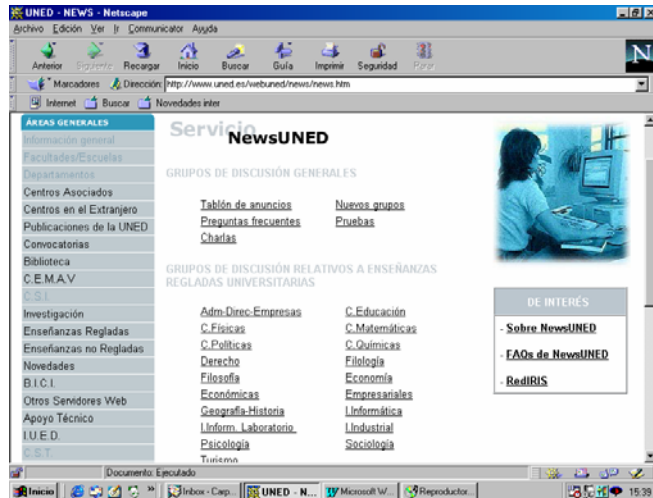 UNED - NEWS - Netscape
Archivo Edición Ver Ir Communicator Ayuda
Anterior Siguiente Recargar Inicio Buscar Guía Imprimir Seguridad Parar
N
Marcadores Dirección: http://www.uned.es/webuned/news/news.htm
Internet Buscar Novedades inter
ÁREAS GENERALES
Información general
Facultades/Escuelas
Departamentos
Centros Asociados
Centros en el Extranjero
Publicaciones de la UNED
Convocatorias
Biblioteca
C.E.M.A.V
C.S.I.
Investigación
Enseñanzas Regladas
Enseñanzas no Regladas
Novedades
B.I.C.I.
Otros Servidores Web
Apoyo Técnico
I.U.E.D.
C.S.T.
Servicio
NewsUNED
GRUPOS DE DISCUSIÓN GENERALES
Tablón de anuncios Nuevos grupos
Preguntas frecuentes Pruebas
Charlas
GRUPOS DE DISCUSIÓN RELATIVOS A ENSEÑANZAS
REGLADAS UNIVERSITARIAS
Adm-Direc-Empresas C.Educación
C.Físicas C.Matemáticas
C.Políticas C.Químicas
Derecho Filología
Filosofía Economía
Económicas Empresariales
Geografía-Historia I.Informática
I.Inform. Laboratorio I.Industrial
Psicología Sociología
Turismo
DE INTERÉS
- Sobre NewsUNED
- FAQs de NewsUNED
- RedIRIS
Documento: Ejecutado
Inicio » Inbox - Carp... UNED - N... Microsoft W... Reproductor... 15:39